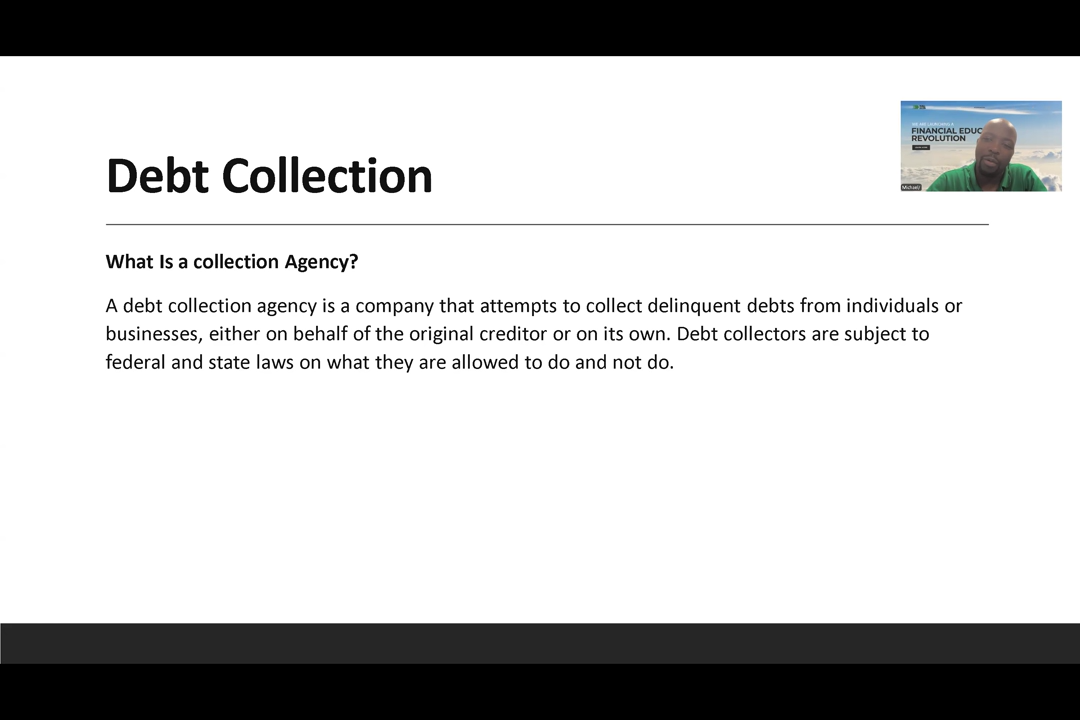 Debt Collection
What Is a collection Agency?
A debt collection agency is a company that attempts to collect delinquent debts from individuals or
businesses, either on behalf of the original creditor or on its own. Debt collectors are subject to
federal and state laws on what they are allowed to do and not do.
FINANCIAL EDUC
REVOLUTION
Michael